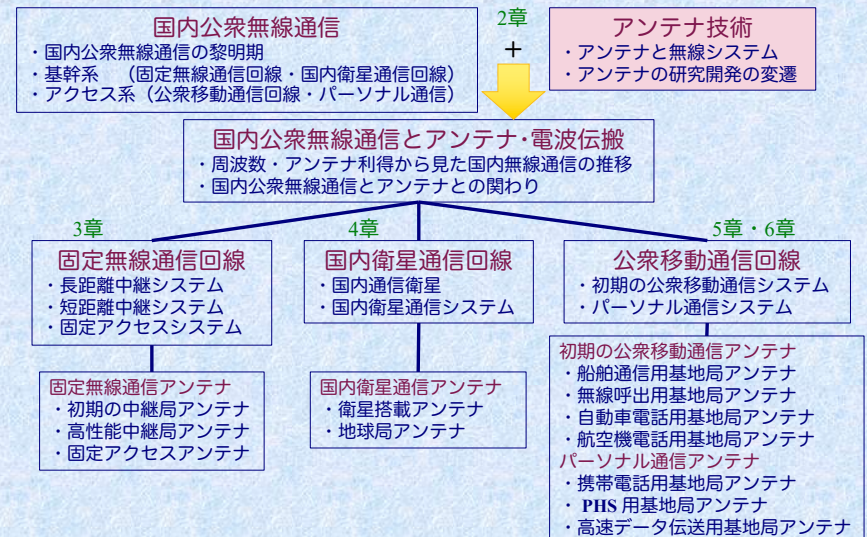 国内公衆無線通信
・国内公衆無線通信の黎明期
・基幹系　（固定無線通信回線・国内衛星通信回線）
・アクセス系（公衆移動通信回線・パーソナル通信）
2章
+
アンテナ技術
・アンテナと無線システム
・アンテナの研究開発の変遷
国内公衆無線通信とアンテナ・電波伝搬
・周波数・アンテナ利得から見た国内無線通信の推移
・国内公衆無線通信とアンテナとの関わり
3章
固定無線通信回線
・長距離中継システム
・短距離中継システム
・固定アクセスシステム
固定無線通信アンテナ
・初期の中継局アンテナ
・高性能中継局アンテナ
・固定アクセスアンテナ
4章
国内衛星通信回線
・国内通信衛星
・国内衛星通信システム
国内衛星通信アンテナ
・衛星搭載アンテナ
・地球局アンテナ
5章・6章
公衆移動通信回線
・初期の公衆移動通信システム
・パーソナル通信システム
初期の公衆移動通信アンテナ
・船舶通信用基地局アンテナ
・無線呼出用基地局アンテナ
・自動車電話用基地局アンテナ
・航空機電話用基地局アンテナ
パーソナル通信アンテナ
・携帯電話用基地局アンテナ
・PHS用基地局アンテナ
・高速データ伝送用基地局アンテナ